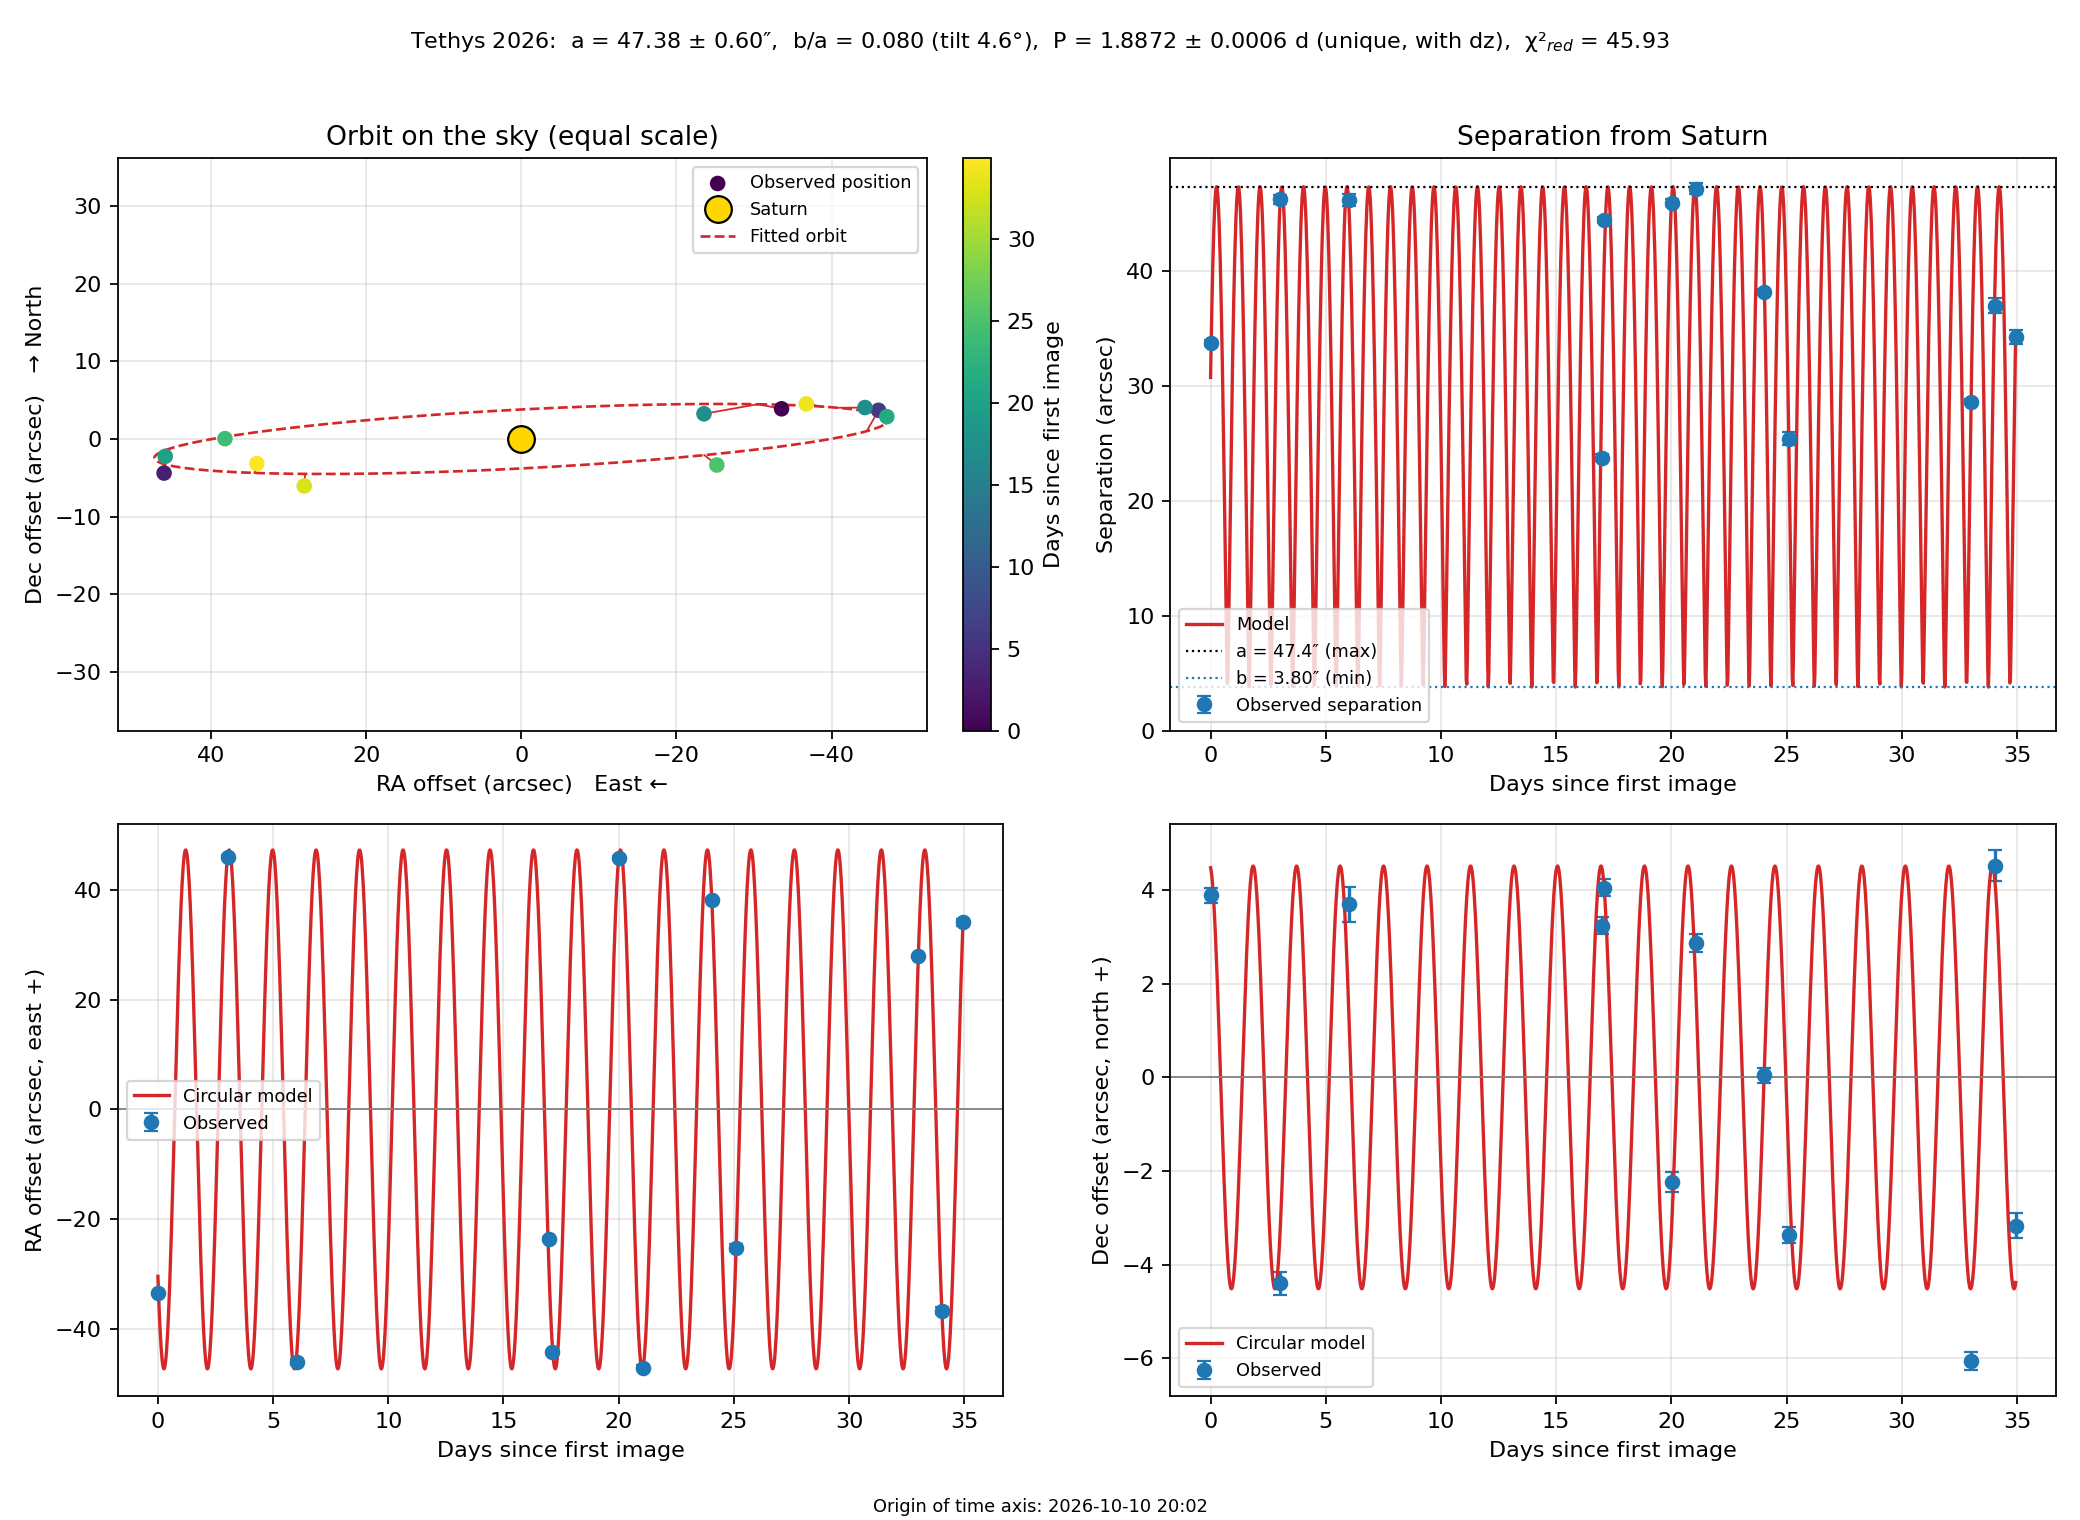 Tethys 2026:  a = 47.38 ± 0.60″,  b/a = 0.080 (tilt 4.6°),  P = 1.8872 ± 0.0006 d (unique, with dz),  χ²red = 45.93
Orbit on the sky (equal scale)
Observed position
Saturn
Fitted orbit
30
20
10
0
−10
−20
−30
Dec offset (arcsec)   → North
40
20
0
−20
−40
RA offset (arcsec)   East ←
30
25
20
15
10
5
0
Days since first image
Separation from Saturn
40
30
20
10
0
Separation (arcsec)
Model
a = 47.4″ (max)
b = 3.80″ (min)
Observed separation
0
5
10
15
20
25
30
35
Days since first image
40
20
0
−20
−40
RA offset (arcsec, east +)
Circular model
Observed
0
5
10
15
20
25
30
35
Days since first image
4
2
0
−2
−4
−6
Dec offset (arcsec, north +)
Circular model
Observed
0
5
10
15
20
25
30
35
Days since first image
Origin of time axis: 2026-10-10 20:02